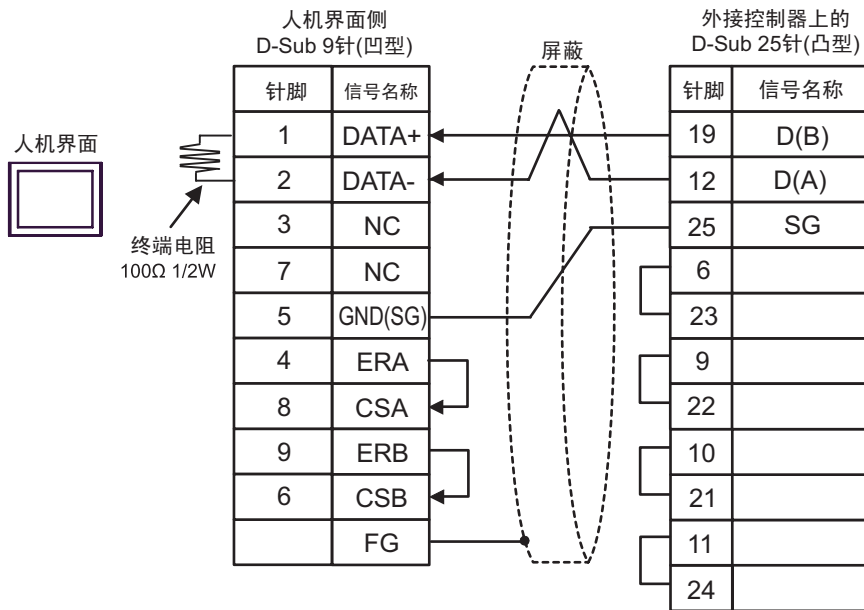 人机界面侧
D-Sub 9针(凹型)
外接控制器上的
D-Sub 25针(凸型)
屏蔽
人机界面
终端电阻
100Ω 1/2W
针脚 信号名称
1 DATA+
2 DATA-
3 NC
7 NC
5 GND(SG)
4 ERA
8 CSA
9 ERB
6 CSB
FG
针脚 信号名称
19 D(B)
12 D(A)
25 SG
6
23
9
22
10
21
11
24